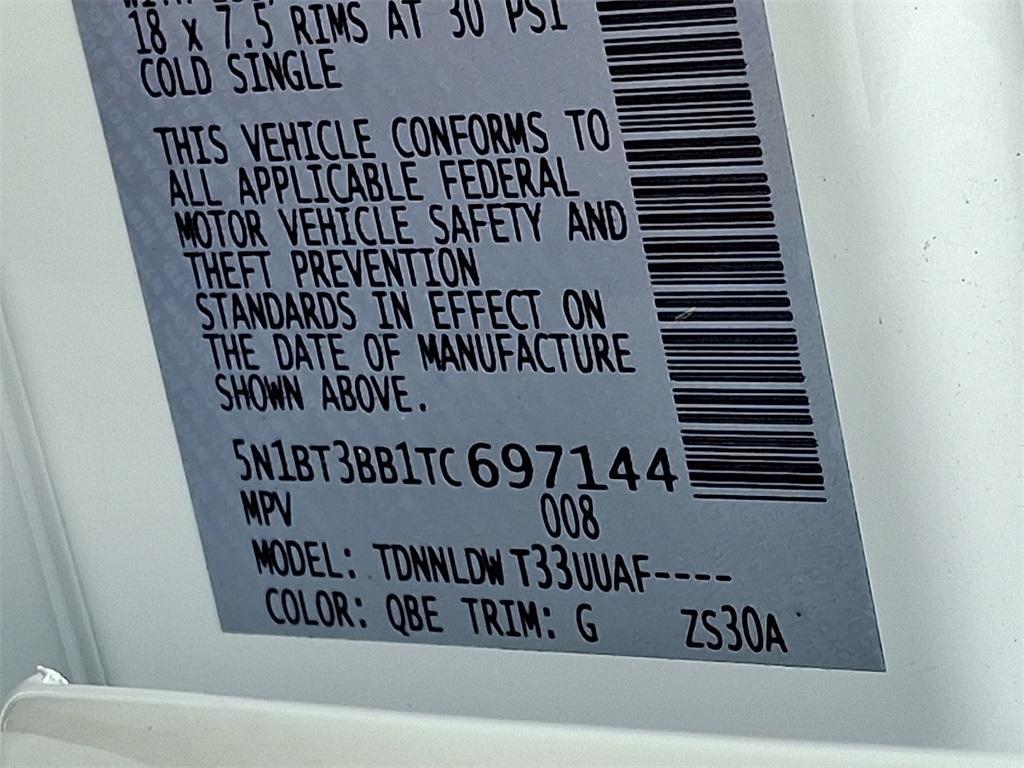 18 x 7.5 RIMS AT 30 PSI
COLD SINGLE
THIS VEHICLE CONFORMS TO
ALL APPLICABLE FEDERAL
MOTOR VEHICLE SAFETY AND
THEFT PREVENTION
STANDARDS IN EFFECT ON
THE DATE OF MANUFACTURE
SHOWN ABOVE.
5N1BT3BB1TC697144
MPV 008
MODEL: TDNNLDW T33UUAF----
COLOR: QBE TRIM: G ZS30A